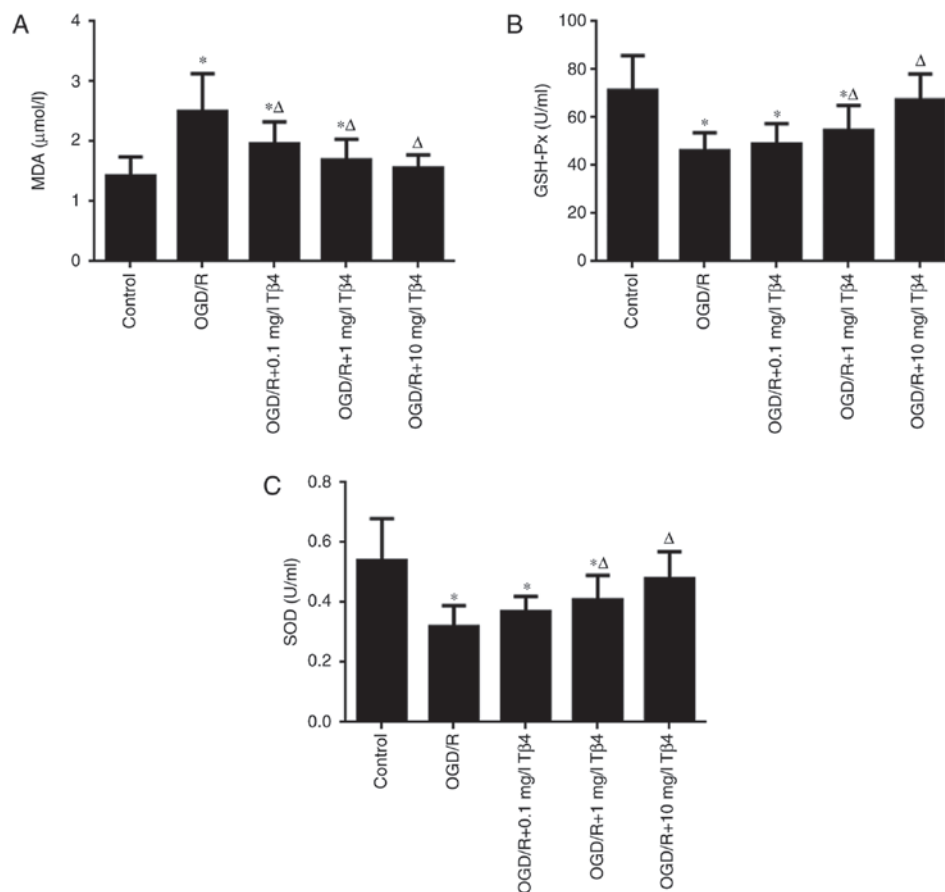 A
MDA (μmol/l)
4
3
2
1
0
*
*Δ
*Δ
Δ
Control
OGD/R
OGD/R+0.1 mg/l Tβ4
OGD/R+1 mg/l Tβ4
OGD/R+10 mg/l Tβ4
B
GSH-Px (U/ml)
100
80
60
40
20
0
*
*
*Δ
Δ
Control
OGD/R
OGD/R+0.1 mg/l Tβ4
OGD/R+1 mg/l Tβ4
OGD/R+10 mg/l Tβ4
C
SOD (U/ml)
0.8
0.6
0.4
0.2
0.0
*
*
*Δ
Δ
Control
OGD/R
OGD/R+0.1 mg/l Tβ4
OGD/R+1 mg/l Tβ4
OGD/R+10 mg/l Tβ4